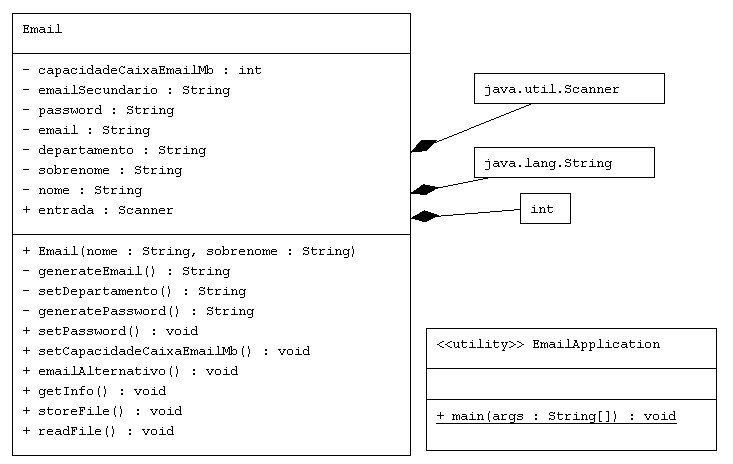 Email
- capacidadeCaixaEmailMb : int
- emailSecundario : String
- password : String
- email : String
- departamento : String
- sobrenome : String
- nome : String
+ entrada : Scanner
+ Email(nome : String, sobrenome : String)
- generateEmail() : String
- setDepartamento() : String
- generatePassword() : String
+ setPassword() : void
+ setCapacidadeCaixaEmailMb() : void
+ emailAlternativo() : void
+ getInfo() : void
+ storeFile() : void
+ readFile() : void
java.util.Scanner
java.lang.String
int
<<utility>> EmailApplication
+ main(args : String[]) : void